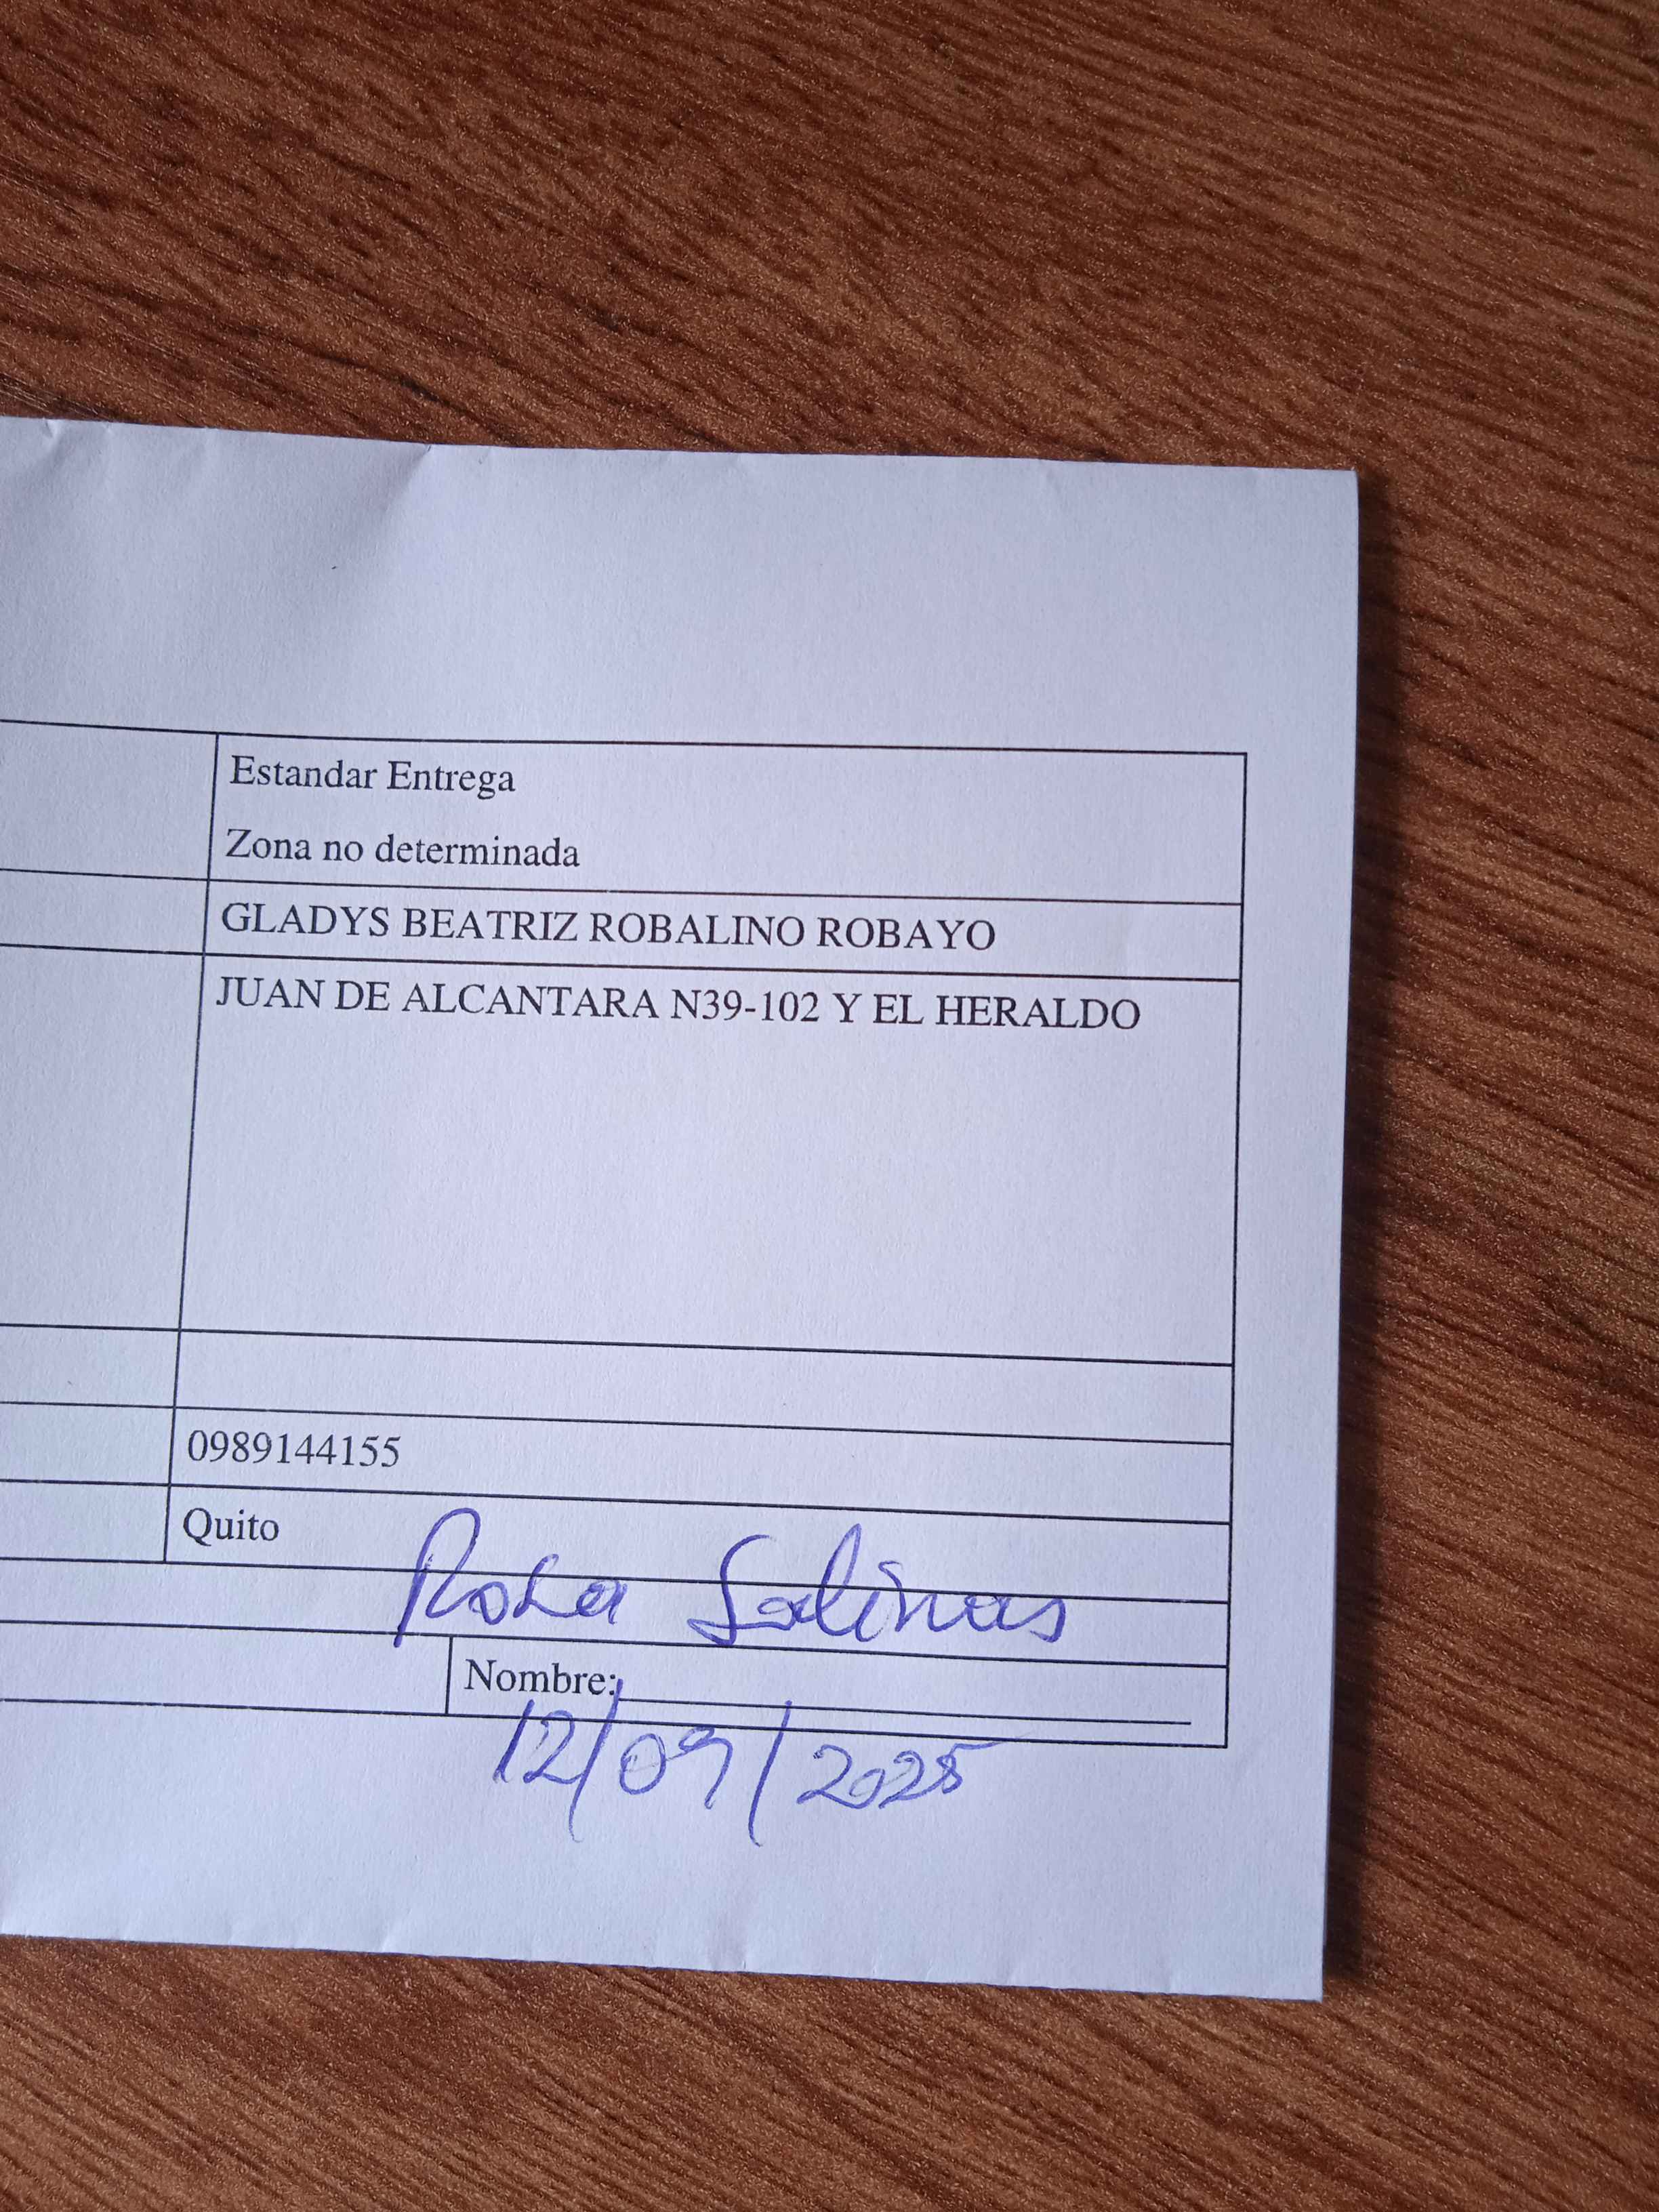 Estandar Entrega
Zona no determinada
GLADYS BEATRIZ ROBALINO ROBAYO
JUAN DE ALCANTARA N39-102 Y EL HERALDO
0989144155
Quito
Rosa Salinas
Nombre:
12/09/2025